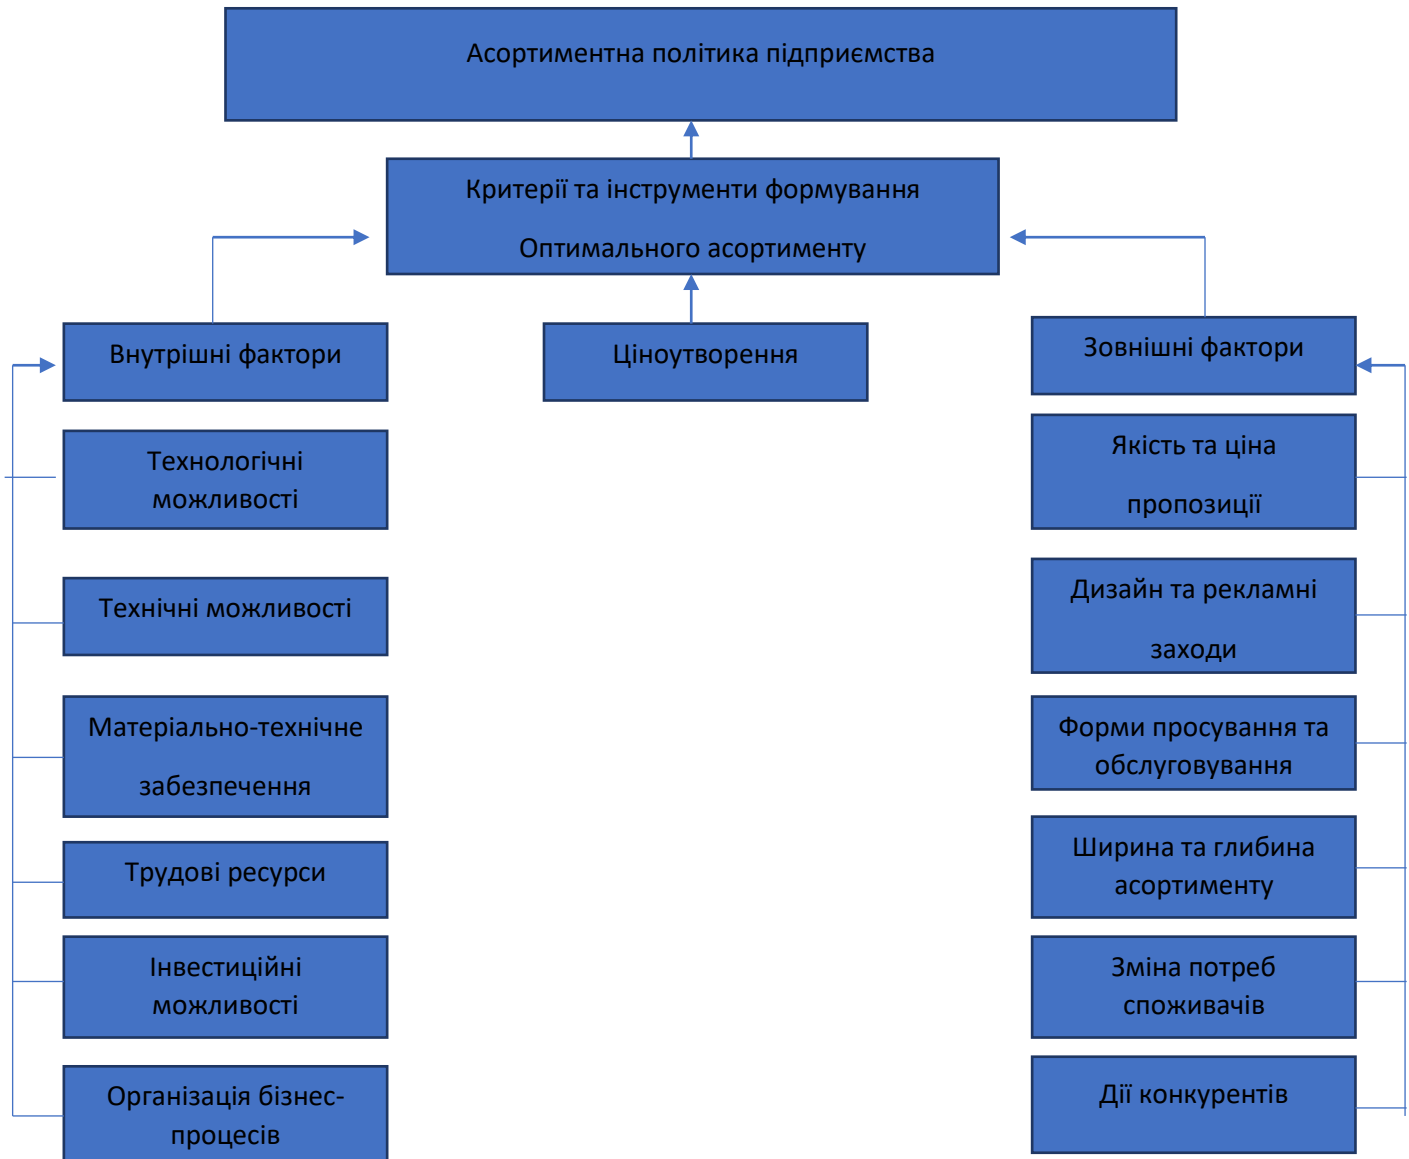 Асортиментна політика підприємства
Критерії та інструменти формування
Оптимального асортименту
Внутрішні фактори
Ціноутворення
Зовнішні фактори
Технологічні
можливості
Технічні можливості
Матеріально-технічне
забезпечення
Трудові ресурси
Інвестиційні
можливості
Організація бізнес-
процесів
Якість та ціна
пропозиції
Дизайн та рекламні
заходи
Форми просування та
обслуговування
Ширина та глибина
асортименту
Зміна потреб
споживачів
Дії конкурентів